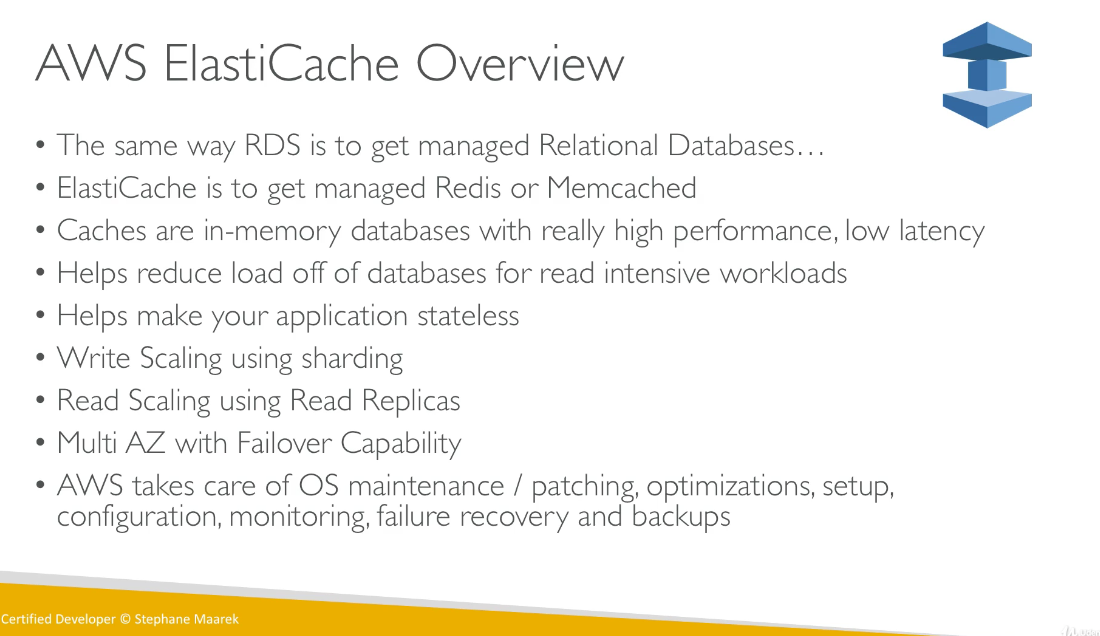 AWS ElastiCache Overview
• The same way RDS is to get managed Relational Databases…
• ElastiCache is to get managed Redis or Memcached
• Caches are in-memory databases with really high performance, low latency
• Helps reduce load off of databases for read intensive workloads
• Helps make your application stateless
• Write Scaling using sharding
• Read Scaling using Read Replicas
• Multi AZ with Failover Capability
• AWS takes care of OS maintenance / patching, optimizations, setup,
configuration, monitoring, failure recovery and backups
Certified Developer © Stephane Maarek